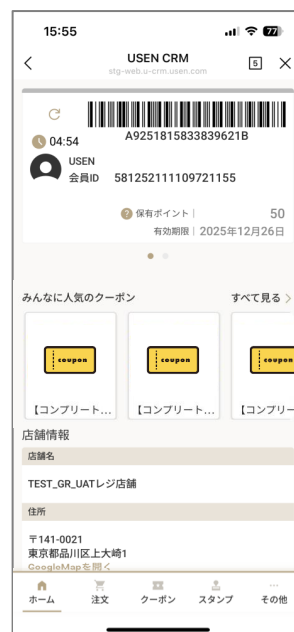 15:55
77
USEN CRM
stg-web.u-crm.usen.com
5
04:54
A9251815833839621B
USEN
会員ID 581252111109721155
? 保有ポイント 50
有効期限 2025年12月26日
みんなに人気のクーポン すべて見る
coupon coupon coupon
【コンプリート... 【コンプリート... 【コンプリー
店舗情報
店舗名
TEST_GR_UATレジ店舗
住所
〒141-0021
東京都品川区上大崎1
GoogleMapを開く
ホーム 注文 クーポン スタンプ その他